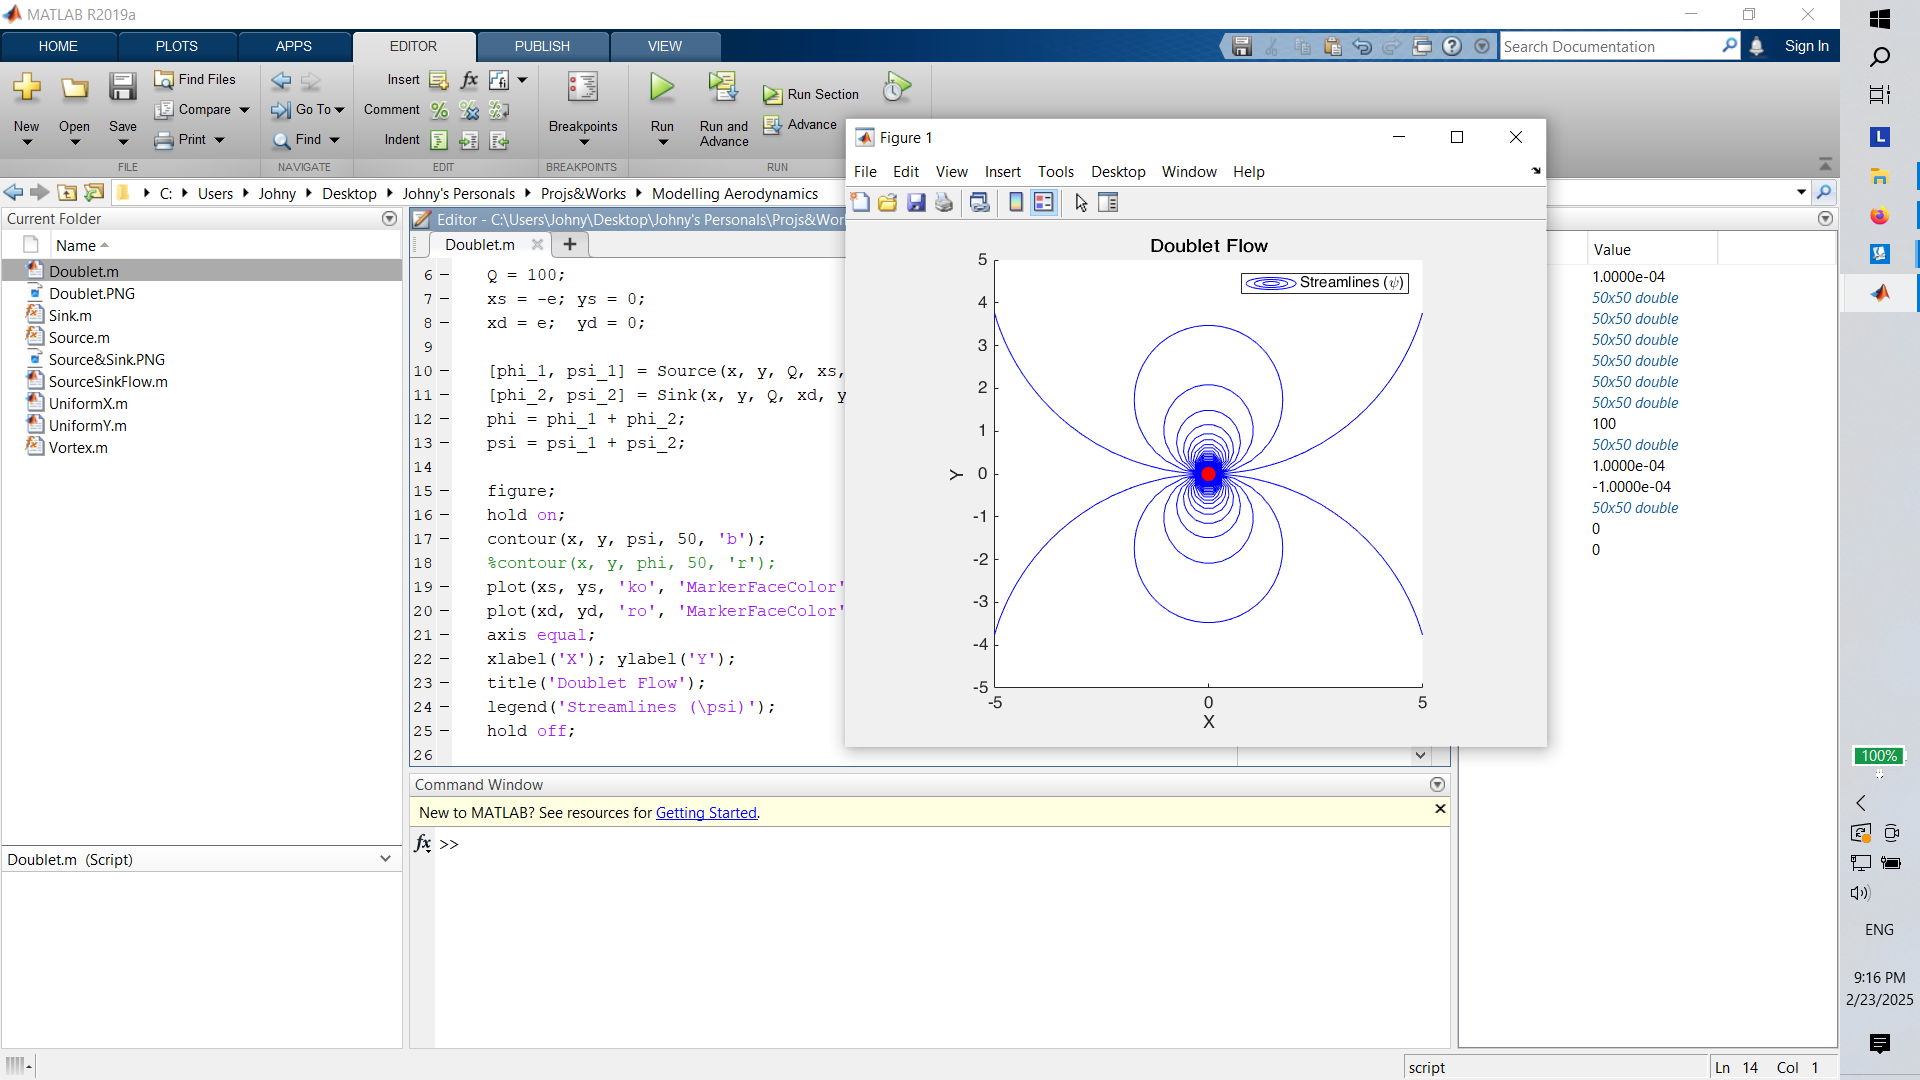 MATLAB R2019a
HOME PLOTS APPS EDITOR PUBLISH VIEW
Search Documentation
Sign In
New
Open
Save
Find Files
Compare
Print
FILE
Go To
Find
NAVIGATE
Insert
Comment
Indent
EDIT
Breakpoints
BREAKPOINTS
Run
Run and Advance
Run Section
Advance
RUN
C: Users Johny Desktop Johny's Personals Projs&Works Modelling Aerodynamics
Current Folder
Name
Doublet.m
Doublet.PNG
Sink.m
Source.m
Source&Sink.PNG
SourceSinkFlow.m
UniformX.m
UniformY.m
Vortex.m
Doublet.m (Script)
Editor - C:\Users\Johny\Desktop\Johny's Personals\Projs&Wor
Doublet.m
6 – Q = 100;
7 – xs = -e; ys = 0;
8 – xd = e;  yd = 0;
9
10 – [phi_1, psi_1] = Source(x, y, Q, xs,
11 – [phi_2, psi_2] = Sink(x, y, Q, xd, y
12 – phi = phi_1 + phi_2;
13 – psi = psi_1 + psi_2;
14
15 – figure;
16 – hold on;
17 – contour(x, y, psi, 50, 'b');
18 %contour(x, y, phi, 50, 'r');
19 – plot(xs, ys, 'ko', 'MarkerFaceColor'
20 – plot(xd, yd, 'ro', 'MarkerFaceColor'
21 – axis equal;
22 – xlabel('X'); ylabel('Y');
23 – title('Doublet Flow');
24 – legend('Streamlines (\psi)');
25 – hold off;
26
Command Window
New to MATLAB? See resources for Getting Started.
fx >>
Figure 1
File Edit View Insert Tools Desktop Window Help
Doublet Flow
Streamlines (ψ)
5
4
3
2
1
0
-1
-2
-3
-4
-5
Y
-5 0 5
X
Value
1.0000e-04
50x50 double
50x50 double
50x50 double
50x50 double
50x50 double
50x50 double
100
50x50 double
1.0000e-04
-1.0000e-04
50x50 double
0
0
script
Ln 14 Col 1
L
100%
ENG
9:16 PM
2/23/2025